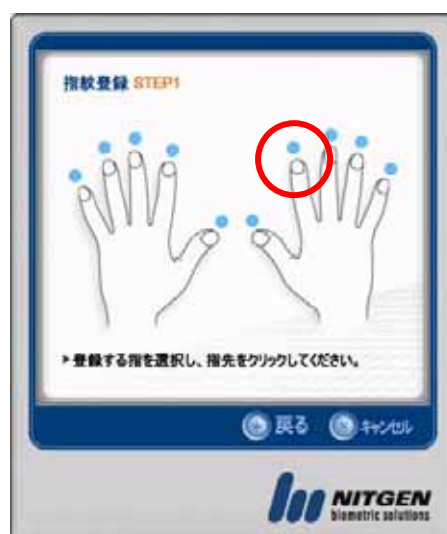 指紋登録 STEP1
▶登録する指を選択し、指先をクリックしてください。
戻る キャンセル
NITGEN
biometric solutions